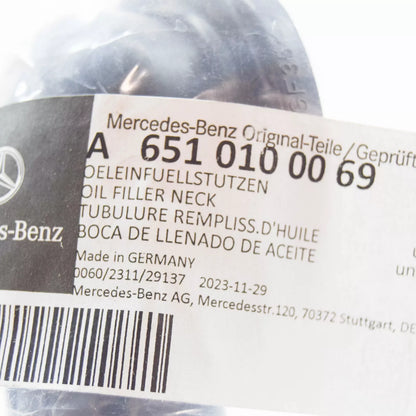 Mercedes-Benz Original-Teile/Geprüft
A 651 010 00 69
OELEINFUELLSTUTZEN
OIL FILLER NECK
TUBULURE REMPLISS.D'HUILE
BOCA DE LLENADO DE ACEITE
s-Benz
Made in GERMANY
0060/2311/29137 2023-11-29
Mercedes-Benz AG, Mercedesstr.120, 70372 Stuttgart, DE
un